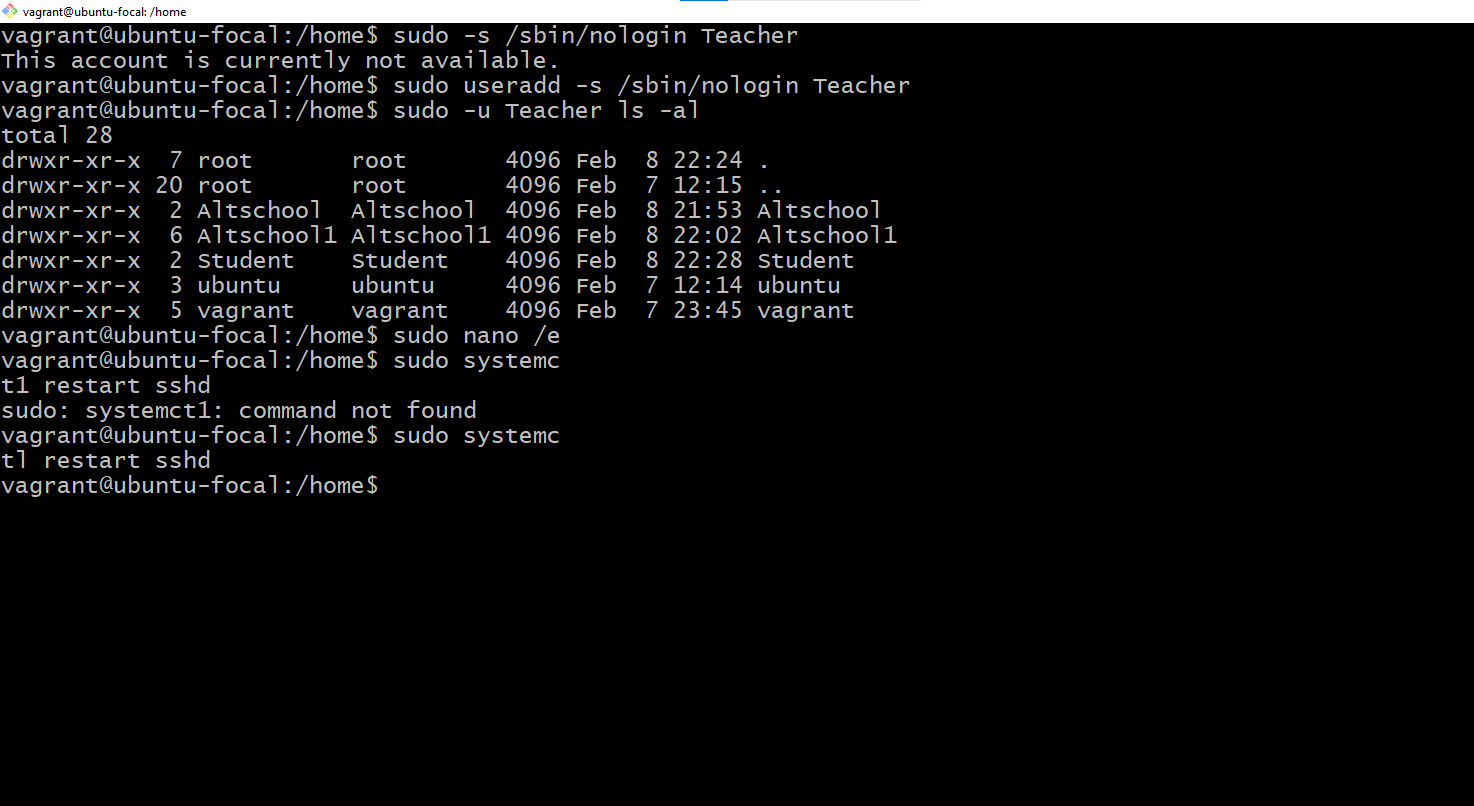 vagrant@ubuntu-focal: /home
vagrant@ubuntu-focal:/home$ sudo -s /sbin/nologin Teacher
This account is currently not available.
vagrant@ubuntu-focal:/home$ sudo useradd -s /sbin/nologin Teacher
vagrant@ubuntu-focal:/home$ sudo -u Teacher ls -al
total 28
drwxr-xr-x  7 root       root       4096 Feb  8 22:24 .
drwxr-xr-x 20 root       root       4096 Feb  7 12:15 ..
drwxr-xr-x  2 Altschool  Altschool  4096 Feb  8 21:53 Altschool
drwxr-xr-x  6 Altschool1 Altschool1 4096 Feb  8 22:02 Altschool1
drwxr-xr-x  2 Student    Student    4096 Feb  8 22:28 Student
drwxr-xr-x  3 ubuntu     ubuntu     4096 Feb  7 12:14 ubuntu
drwxr-xr-x  5 vagrant    vagrant    4096 Feb  7 23:45 vagrant
vagrant@ubuntu-focal:/home$ sudo nano /e
vagrant@ubuntu-focal:/home$ sudo systemc
t1 restart sshd
sudo: systemct1: command not found
vagrant@ubuntu-focal:/home$ sudo systemc
tl restart sshd
vagrant@ubuntu-focal:/home$